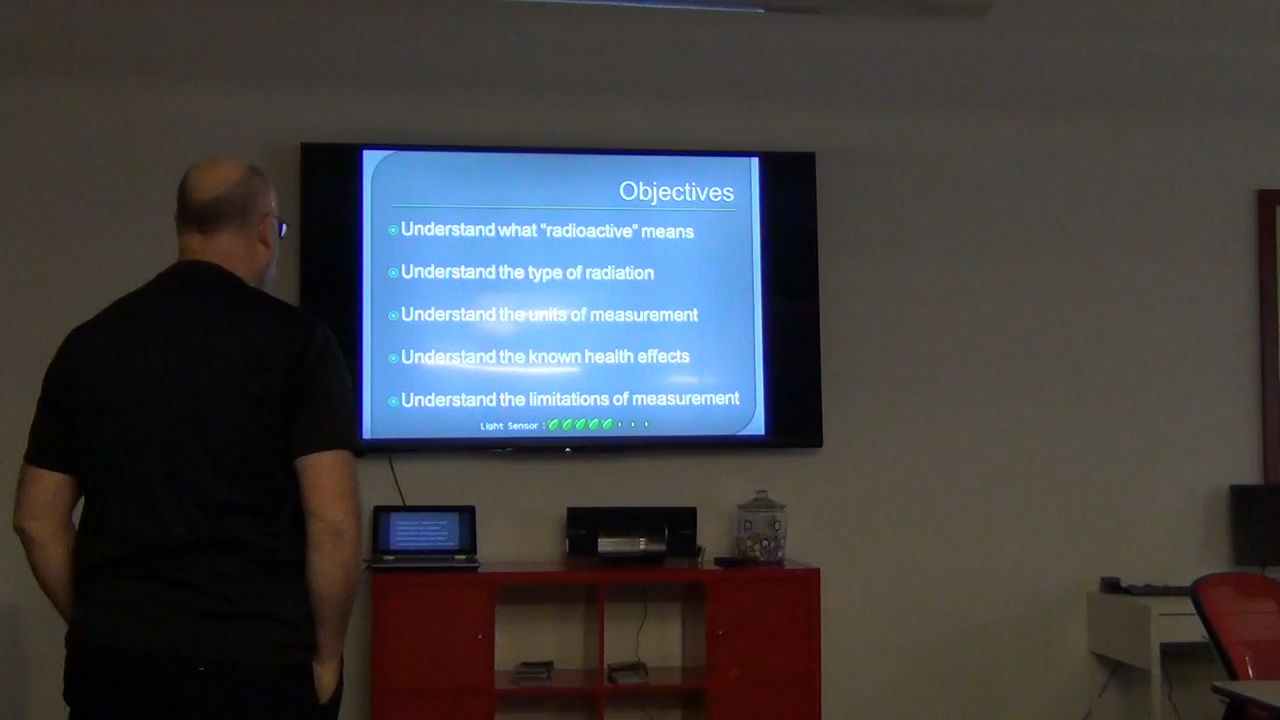 Objectives
Understand what "radioactive" means
Understand the type of radiation
Understand the units of measurement
Understand the known health effects
Understand the limitations of measurement
Light Sensor :